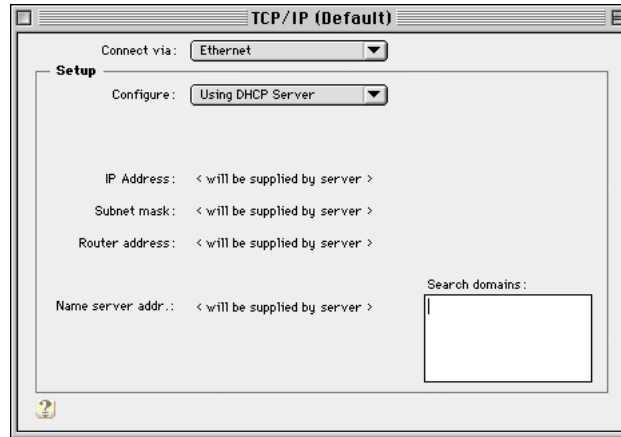 TCP/IP (Default)
Connect via: Ethernet
Setup
Configure: Using DHCP Server
IP Address: < will be supplied by server >
Subnet mask: < will be supplied by server >
Router address: < will be supplied by server >
Search domains:
Name server addr.: < will be supplied by server >